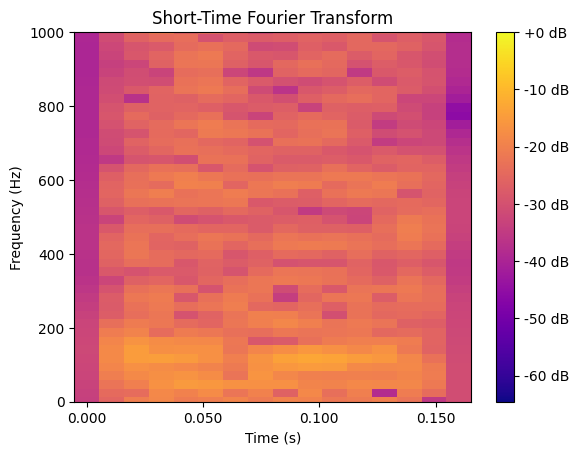 Short-Time Fourier Transform
Frequency (Hz)
1000
800
600
400
200
0
0.000
0.050
0.100
0.150
Time (s)
+0 dB
-10 dB
-20 dB
-30 dB
-40 dB
-50 dB
-60 dB